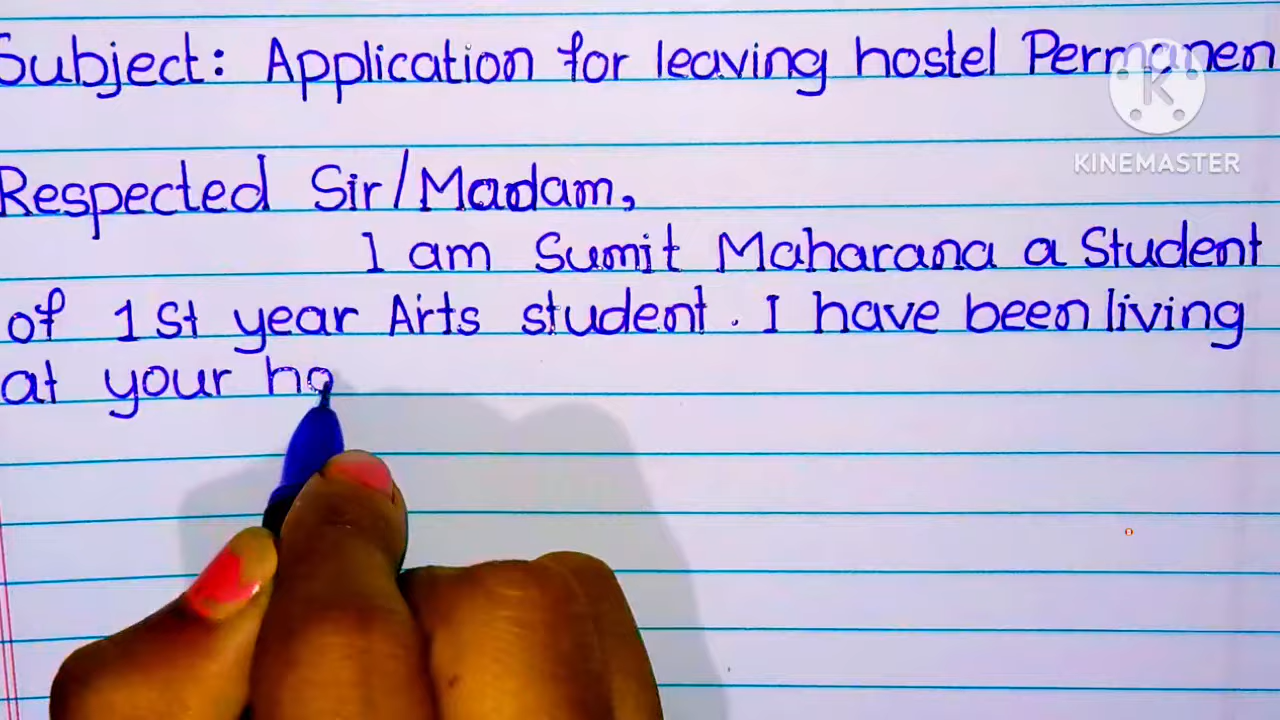 Subject: Application for leaving hostel Permanen
Respected Sir/Madam,
I am Sumit Maharana a Student
of 1st year Arts student. I have been living
at your ho
K
KINEMASTER